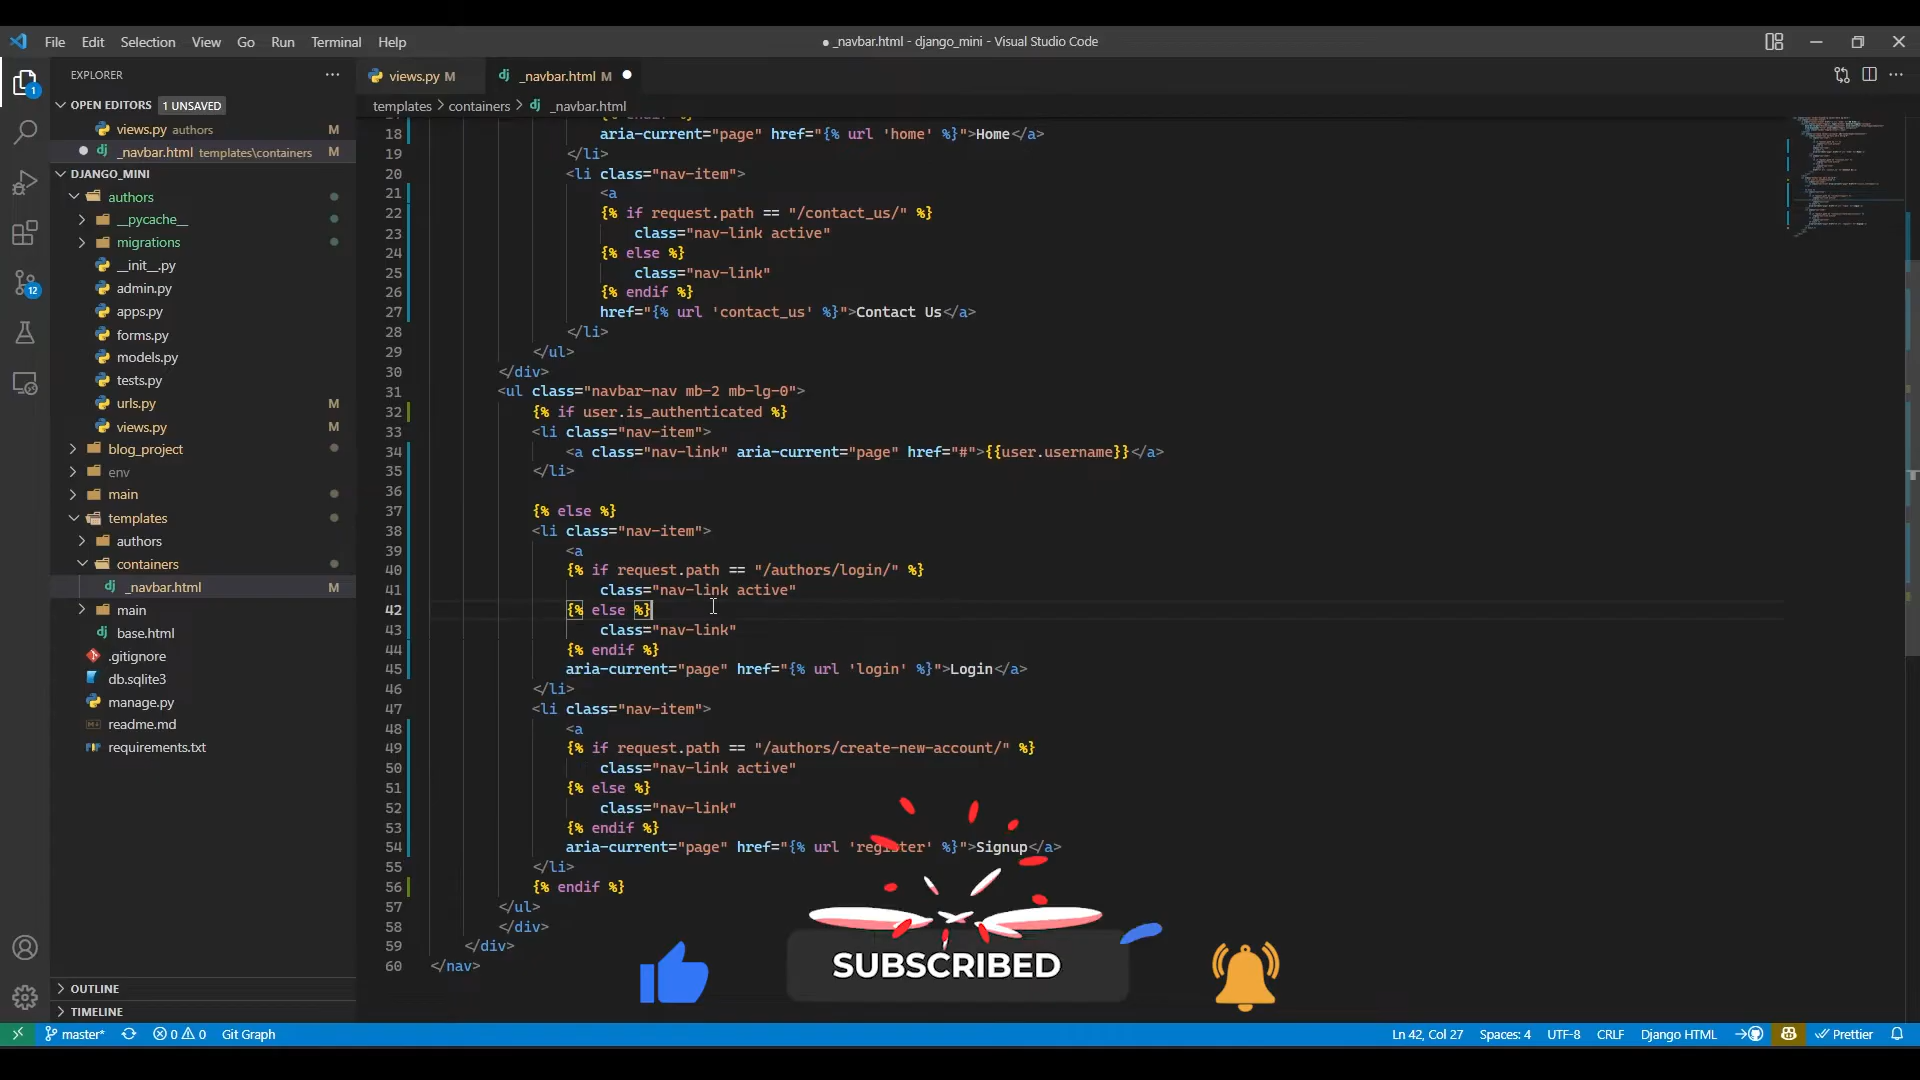 File Edit Selection View Go Run Terminal Help
● _navbar.html - django_mini - Visual Studio Code
EXPLORER
OPEN EDITORS 1 UNSAVED
views.py authors M
_navbar.html templates\containers M
DJANGO_MINI
authors
__pycache__
migrations
__init__.py
admin.py
apps.py
forms.py
models.py
tests.py
urls.py M
views.py M
blog_project
env
main
templates
authors
containers
_navbar.html M
main
base.html
.gitignore
db.sqlite3
manage.py
readme.md
requirements.txt
OUTLINE
TIMELINE
1
12
views.py M
_navbar.html M
templates > containers > _navbar.html
18 aria-current="page" href="{% url 'home' %}">Home</a>
19 </li>
20 <li class="nav-item">
21 <a
22 {% if request.path == "/contact_us/" %}
23 class="nav-link active"
24 {% else %}
25 class="nav-link"
26 {% endif %}
27 href="{% url 'contact_us' %}">Contact Us</a>
28 </li>
29 </ul>
30 </div>
31 <ul class="navbar-nav mb-2 mb-lg-0">
32 {% if user.is_authenticated %}
33 <li class="nav-item">
34 <a class="nav-link" aria-current="page" href="#">{{user.username}}</a>
35 </li>
36
37 {% else %}
38 <li class="nav-item">
39 <a
40 {% if request.path == "/authors/login/" %}
41 class="nav-link active"
42 {% else %}
43 class="nav-link"
44 {% endif %}
45 aria-current="page" href="{% url 'login' %}">Login</a>
46 </li>
47 <li class="nav-item">
48 <a
49 {% if request.path == "/authors/create-new-account/" %}
50 class="nav-link active"
51 {% else %}
52 class="nav-link"
53 {% endif %}
54 aria-current="page" href="{% url 'register' %}">Signup</a>
55 </li>
56 {% endif %}
57 </ul>
58 </div>
59 </div>
60 </nav>
SUBSCRIBED
master* 0 0 Git Graph
Ln 42, Col 27 Spaces: 4 UTF-8 CRLF Django HTML Prettier